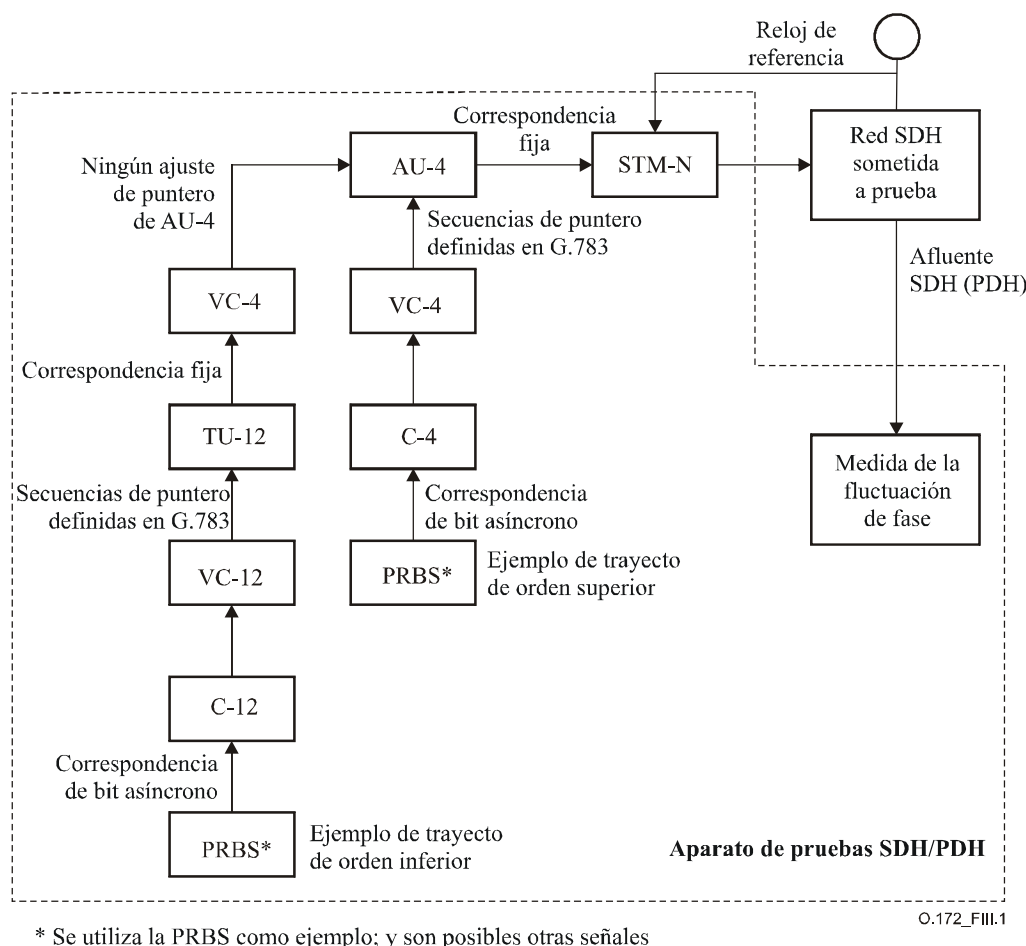 Reloj de
referencia
Correspondencia
fija
Ningún ajuste
de puntero
de AU-4
AU-4
STM-N
Red SDH
sometida
a prueba
Secuencias de puntero
definidas en G.783
Afluente
SDH (PDH)
VC-4
VC-4
Correspondencia fija
TU-12
C-4
Medida de la
fluctuación
de fase
Secuencias de puntero
definidas en G.783
Correspondencia
de bit asíncrono
VC-12
PRBS*
Ejemplo de trayecto
de orden superior
C-12
Correspondencia
de bit asíncrono
PRBS*
Ejemplo de trayecto
de orden inferior
Aparato de pruebas SDH/PDH
O.172_FIII.1
* Se utiliza la PRBS como ejemplo; y son posibles otras señales